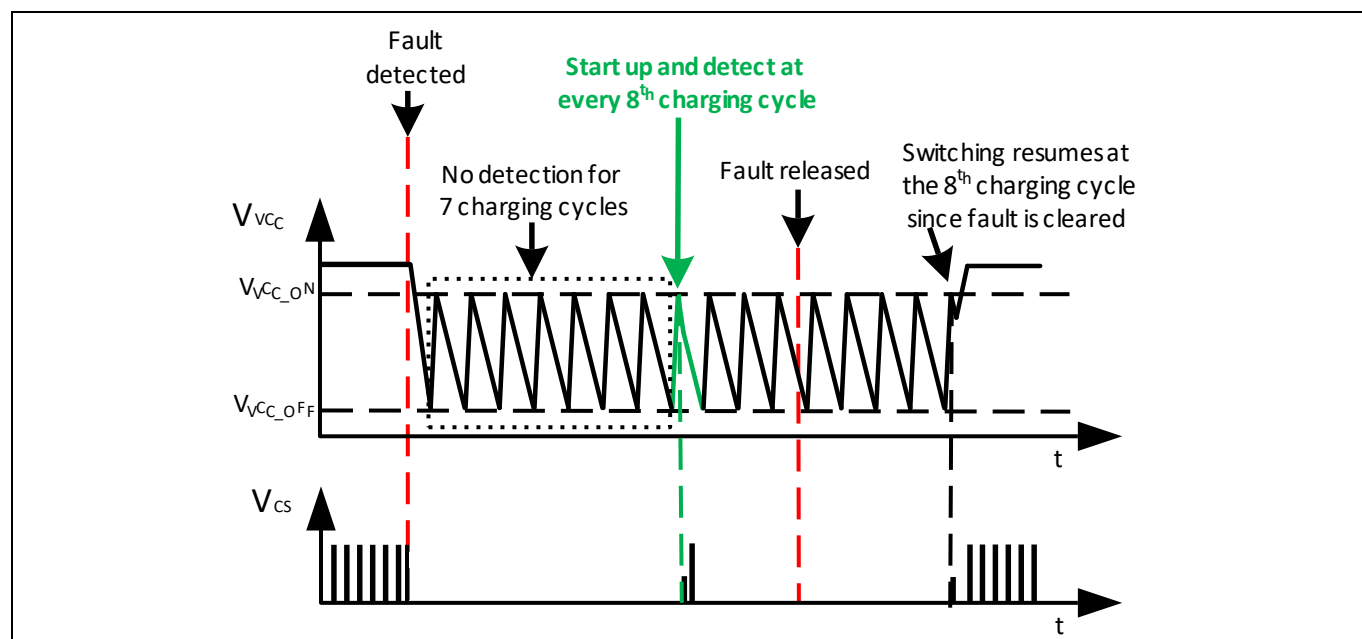 Fault
detected
Start up and detect at
every 8th charging cycle
No detection for
7 charging cycles
Fault released
Switching resumes at
the 8th charging cycle
since fault is cleared
VVCC
VVCC_ON
VVCC_OFF
t
VCS
t